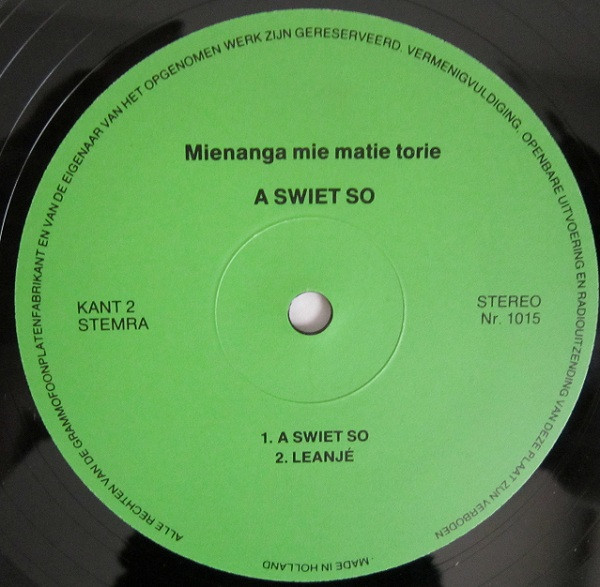 Mienanga mie matie torie
A SWIET SO
KANT 2
STEMRA
STEREO
Nr. 1015
1. A SWIET SO
2. LEANJÉ
ALLE RECHTEN VAN DE GRAMMOFOONPLATENFABRIKANT EN VAN DE EIGENAAR VAN HET OPGENOMEN WERK ZIJN GERESERVEERD. VERMENIGVULDIGING, OPENBARE UITVOERING EN RADIOUITZENDING VAN DEZE PLAAT ZIJN VERBODEN
MADE IN HOLLAND